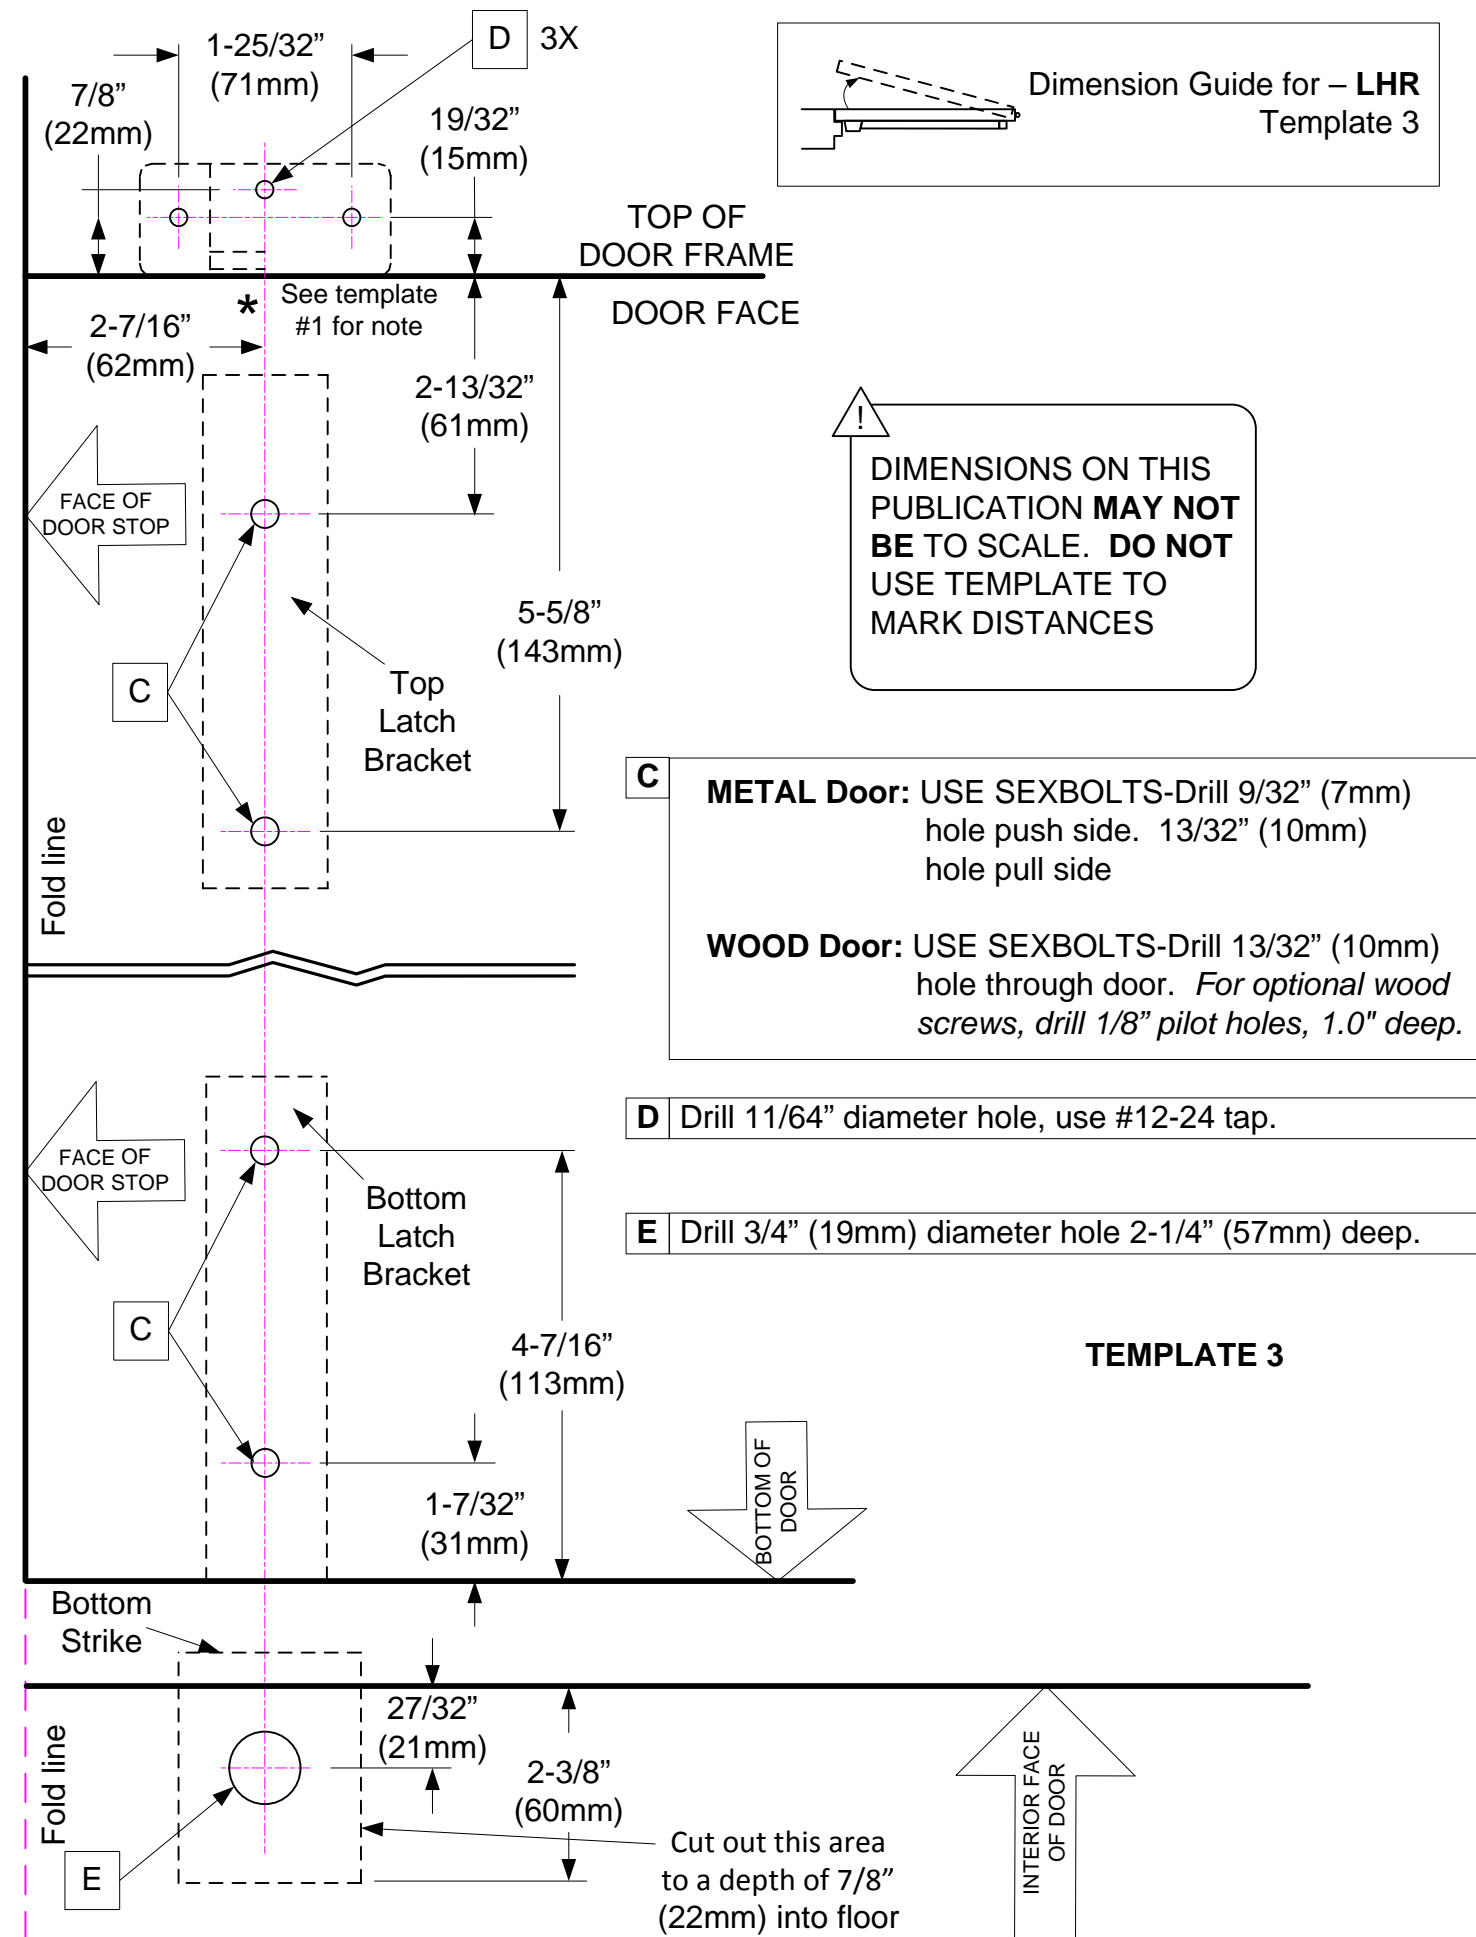 1-25/32”
(71mm)
D 3X
7/8”
(22mm)
19/32”
(15mm)
Dimension Guide for – LHR
Template 3
TOP OF
DOOR FRAME
* See template
#1 for note
DOOR FACE
2-7/16”
(62mm)
2-13/32”
(61mm)
FACE OF
DOOR STOP
!
DIMENSIONS ON THIS
PUBLICATION MAY NOT
BE TO SCALE. DO NOT
USE TEMPLATE TO
MARK DISTANCES
5-5/8”
(143mm)
C
Top
Latch
Bracket
Fold line
C
METAL Door: USE SEXBOLTS-Drill 9/32” (7mm)
hole push side. 13/32” (10mm)
hole pull side
WOOD Door: USE SEXBOLTS-Drill 13/32” (10mm)
hole through door. For optional wood
screws, drill 1/8” pilot holes, 1.0" deep.
D Drill 11/64” diameter hole, use #12-24 tap.
FACE OF
DOOR STOP
Bottom
Latch
Bracket
E Drill 3/4” (19mm) diameter hole 2-1/4” (57mm) deep.
C
4-7/16”
(113mm)
TEMPLATE 3
1-7/32”
(31mm)
BOTTOM OF
DOOR
Bottom
Strike
27/32”
(21mm)
Fold line
2-3/8”
(60mm)
INTERIOR FACE
OF DOOR
E
Cut out this area
to a depth of 7/8”
(22mm) into floor